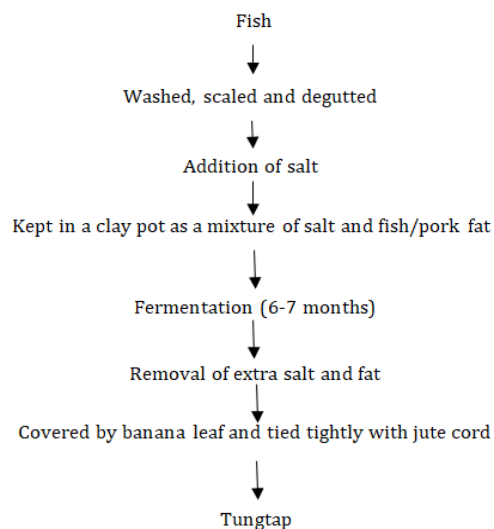 Fish
Washed, scaled and degutted
Addition of salt
Kept in a clay pot as a mixture of salt and fish/pork fat
Fermentation (6-7 months)
Removal of extra salt and fat
Covered by banana leaf and tied tightly with jute cord
Tungtap